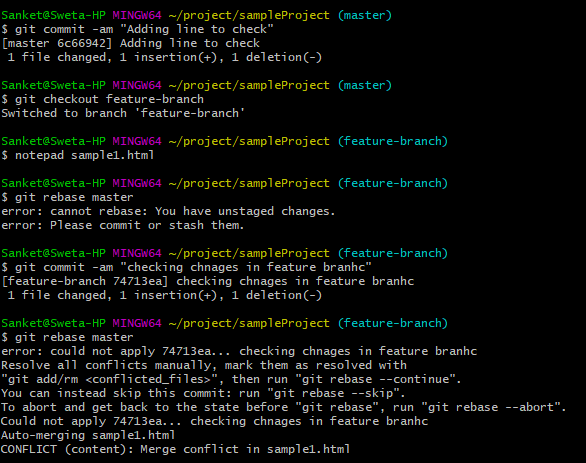 Sanket@Sweta-HP MINGW64 ~/project/sampleProject (master)
$ git commit -am "Adding line to check"
[master 6c66942] Adding line to check
 1 file changed, 1 insertion(+), 1 deletion(-)
Sanket@Sweta-HP MINGW64 ~/project/sampleProject (master)
$ git checkout feature-branch
Switched to branch 'feature-branch'
Sanket@Sweta-HP MINGW64 ~/project/sampleProject (feature-branch)
$ notepad sample1.html
Sanket@Sweta-HP MINGW64 ~/project/sampleProject (feature-branch)
$ git rebase master
error: cannot rebase: You have unstaged changes.
error: Please commit or stash them.
Sanket@Sweta-HP MINGW64 ~/project/sampleProject (feature-branch)
$ git commit -am "checking chnages in feature branhc"
[feature-branch 74713ea] checking chnages in feature branhc
 1 file changed, 1 insertion(+), 1 deletion(-)
Sanket@Sweta-HP MINGW64 ~/project/sampleProject (feature-branch)
$ git rebase master
error: could not apply 74713ea... checking chnages in feature branhc
Resolve all conflicts manually, mark them as resolved with
"git add/rm <conflicted_files>", then run "git rebase --continue".
You can instead skip this commit: run "git rebase --skip".
To abort and get back to the state before "git rebase", run "git rebase --abort".
Could not apply 74713ea... checking chnages in feature branhc
Auto-merging sample1.html
CONFLICT (content): Merge conflict in sample1.html